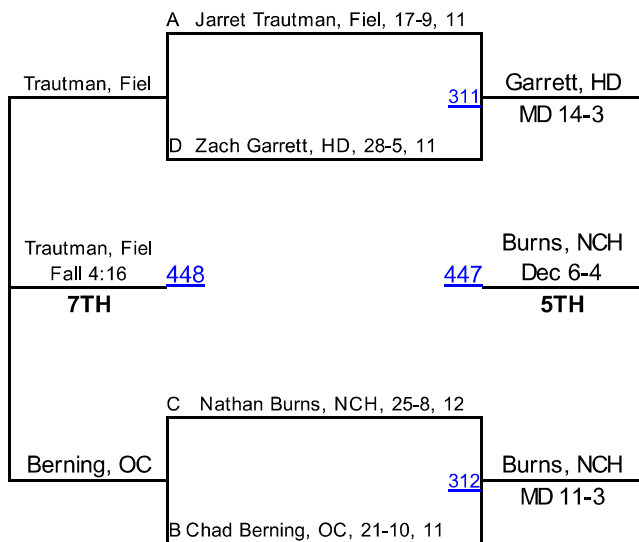 A Jarret Trautman, Fiel, 17-9, 11
Trautman, Fiel
311
Garrett, HD
MD 14-3
D Zach Garrett, HD, 28-5, 11
Trautman, Fiel
Fall 4:16
448
7TH
447
Burns, NCH
Dec 6-4
5TH
C Nathan Burns, NCH, 25-8, 12
Berning, OC
312
Burns, NCH
MD 11-3
B Chad Berning, OC, 21-10, 11